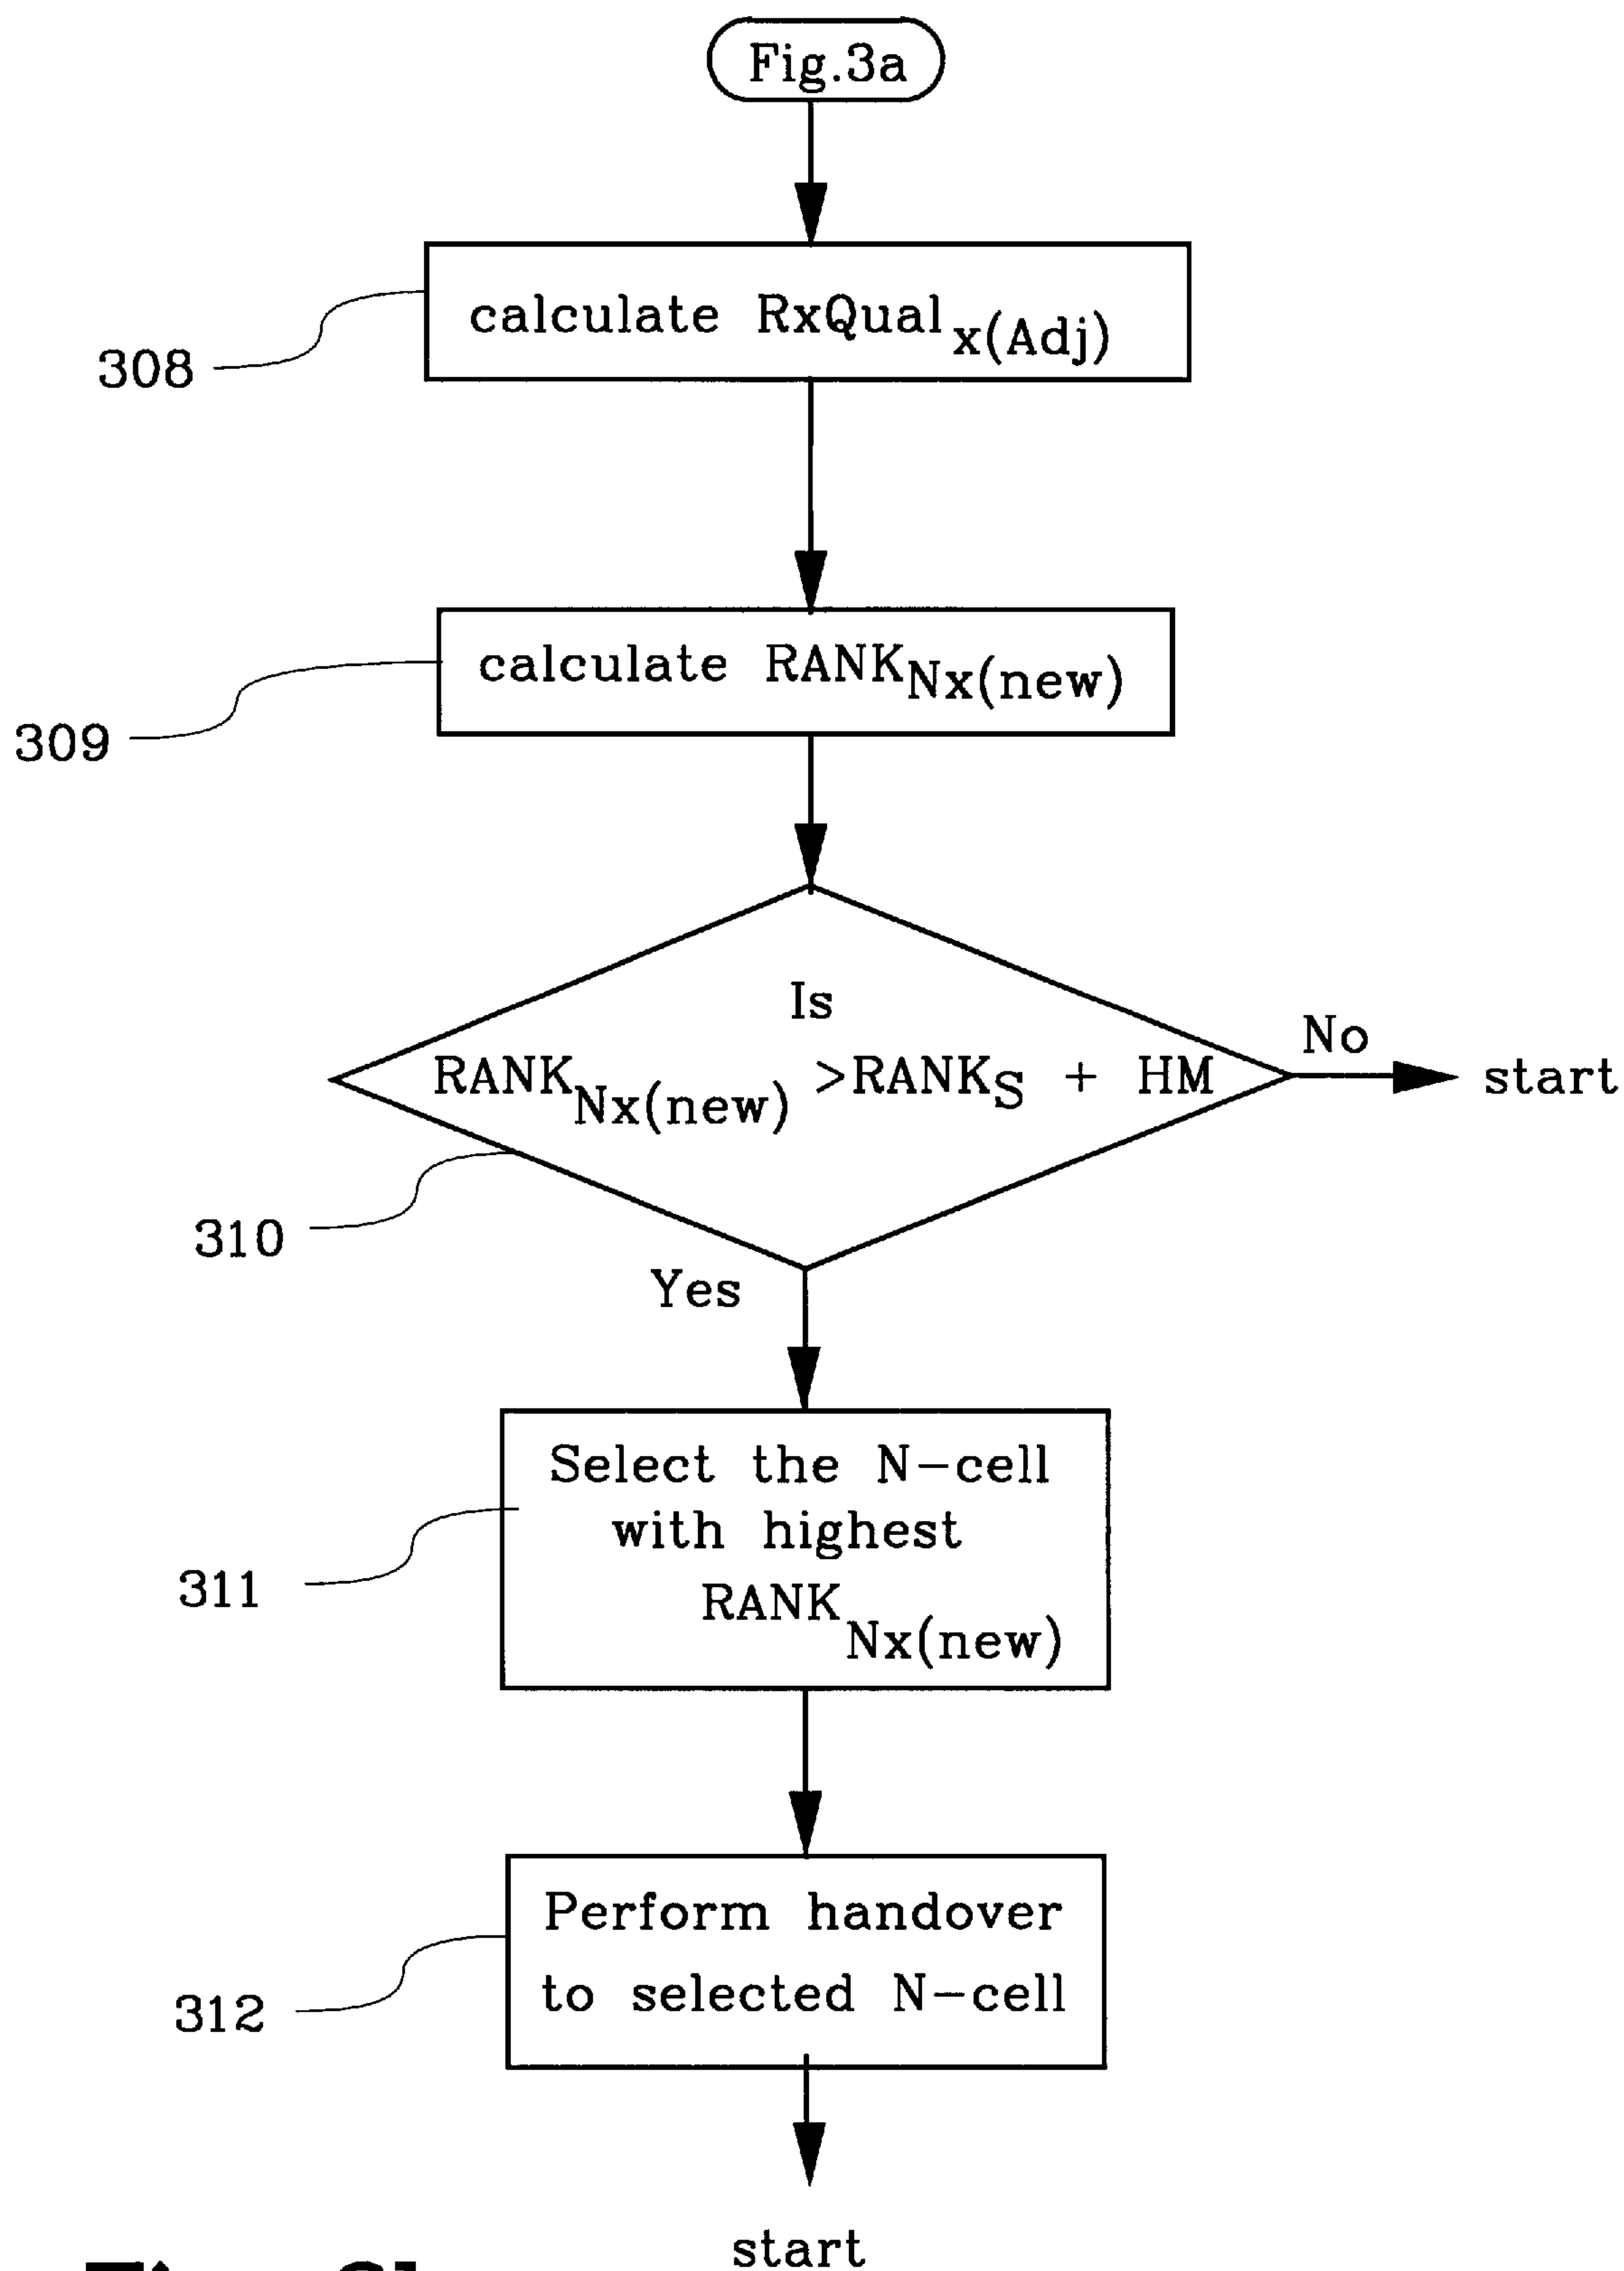 Fig.3a
calculate RxQual x(Adj)
308
calculate RANK Nx(new)
309
Is
RANK Nx(new) >RANK S + HM
No
start
310
Yes
Select the N-cell
with highest
RANK
Nx(new)
311
Perform handover
to selected N-cell
312
start